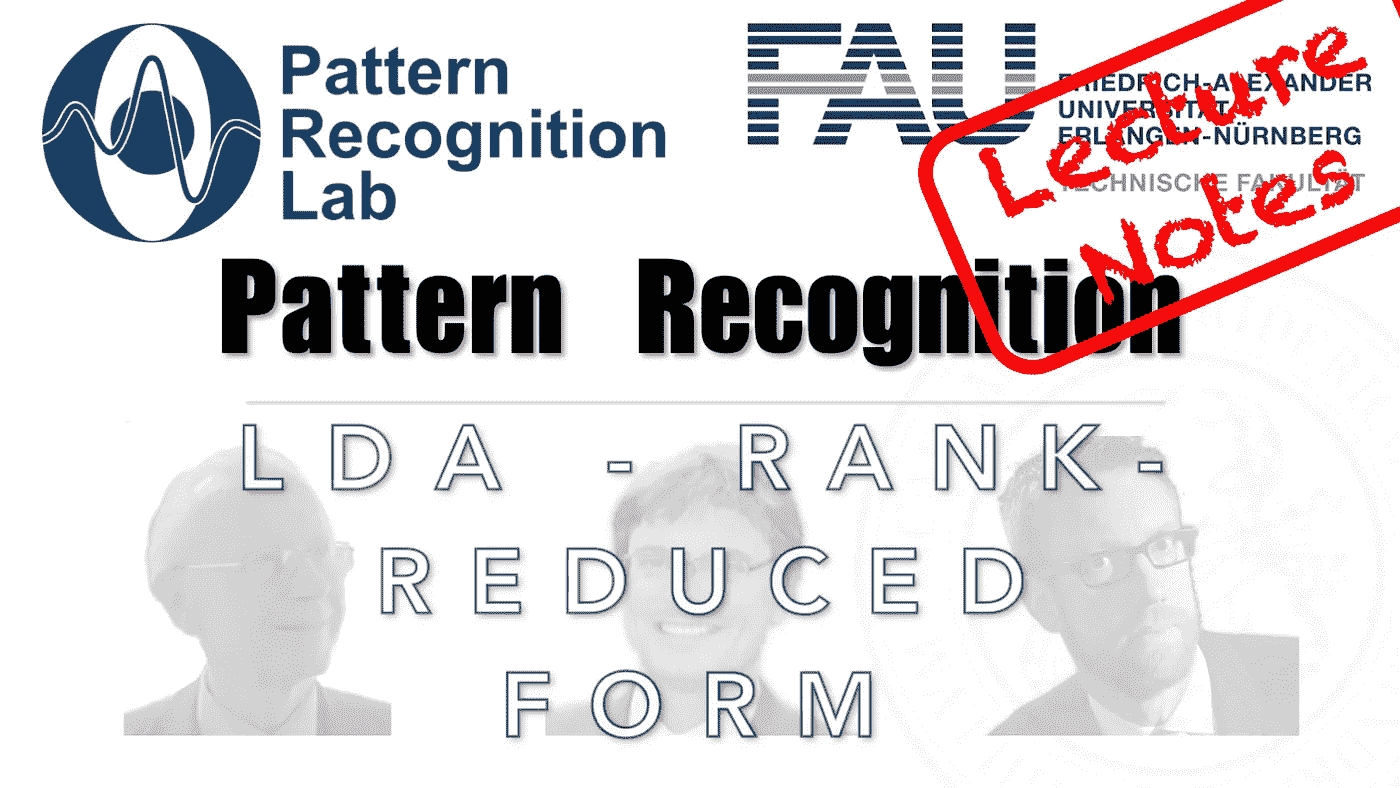 Pattern
Recognition
Lab
FAU
FRIEDRICH-ALEXANDER
UNIVERSITÄT
ERLANGEN-NÜRNBERG
TECHNISCHE FAKULTÄT
Lecture
Notes
Pattern Recognition
LDA - RANK-
REDUCED
FORM